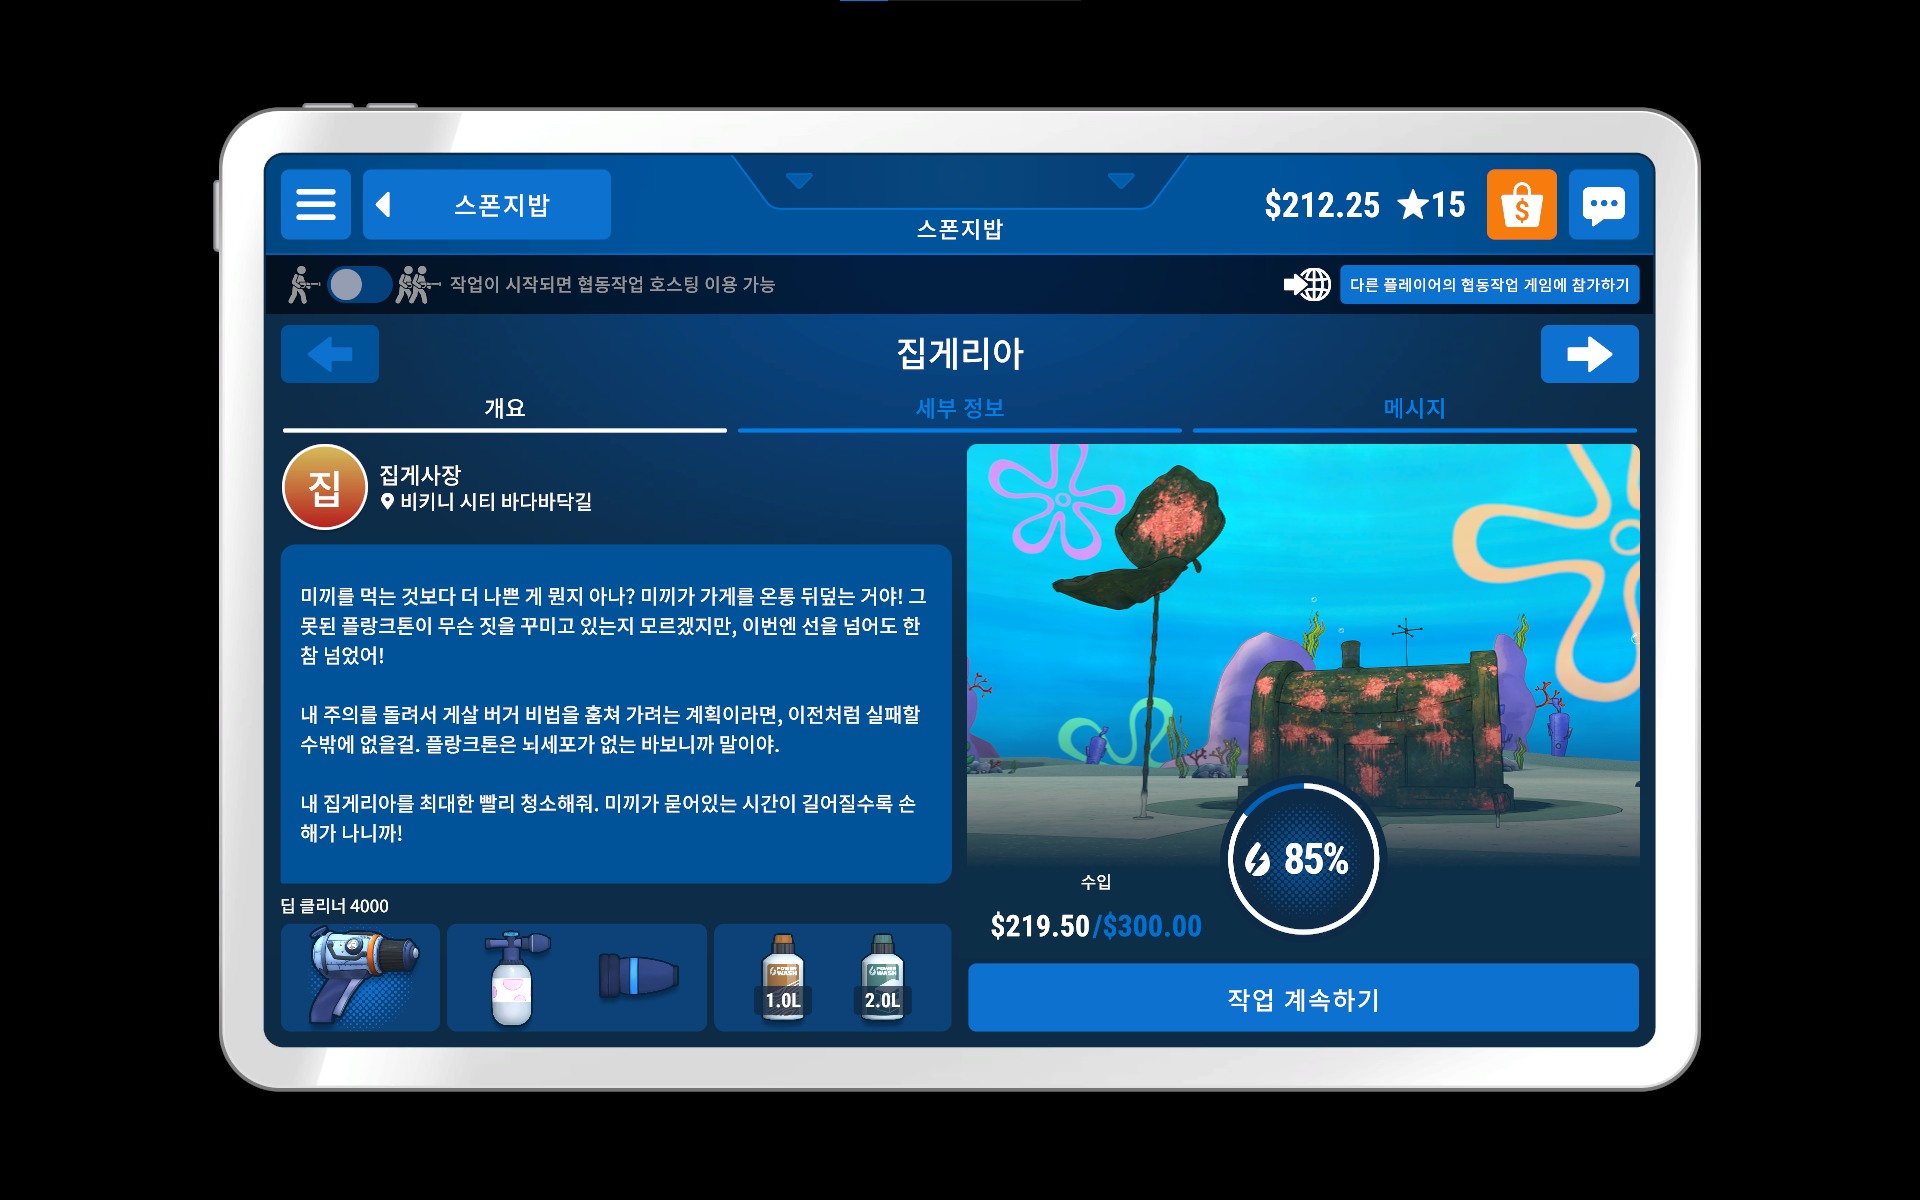 스폰지밥
스폰지밥
$212.25 ★15
작업이 시작되면 협동작업 호스팅 이용 가능
다른 플레이어의 협동작업 게임에 참가하기
집게리아
개요
세부 정보
메시지
집
집게사장
비키니 시티 바다바닥길
미끼를 먹는 것보다 더 나쁜 게 뭔지 아나? 미끼가 가게를 온통 뒤덮는 거야! 그
못된 플랑크톤이 무슨 짓을 꾸미고 있는지 모르겠지만, 이번엔 선을 넘어도 한
참 넘었어!
내 주의를 돌려서 게살 버거 비법을 훔쳐 가려는 계획이라면, 이전처럼 실패할
수밖에 없을걸. 플랑크톤은 뇌세포가 없는 바보니까 말이야.
내 집게리아를 최대한 빨리 청소해줘. 미끼가 묻어있는 시간이 길어질수록 손
해가 나니까!
딥 클리너 4000
POWER
WASH
1.0L
POWER
WASH
2.0L
85%
수입
$219.50/$300.00
작업 계속하기